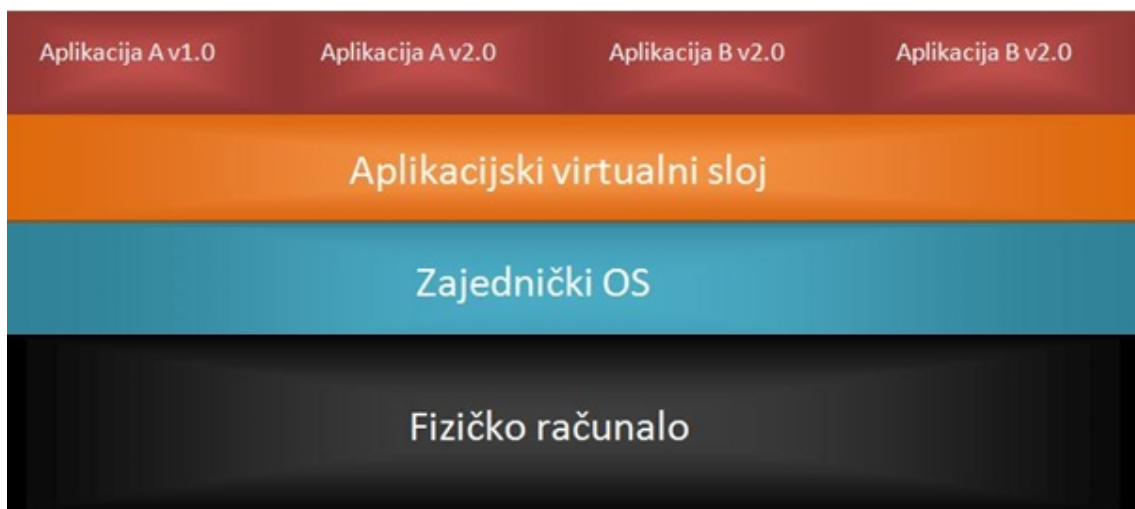 Aplikacija A v1.0 Aplikacija A v2.0 Aplikacija B v2.0 Aplikacija B v2.0
Aplikacijski virtualni sloj
Zajednički OS
Fizičko računalo